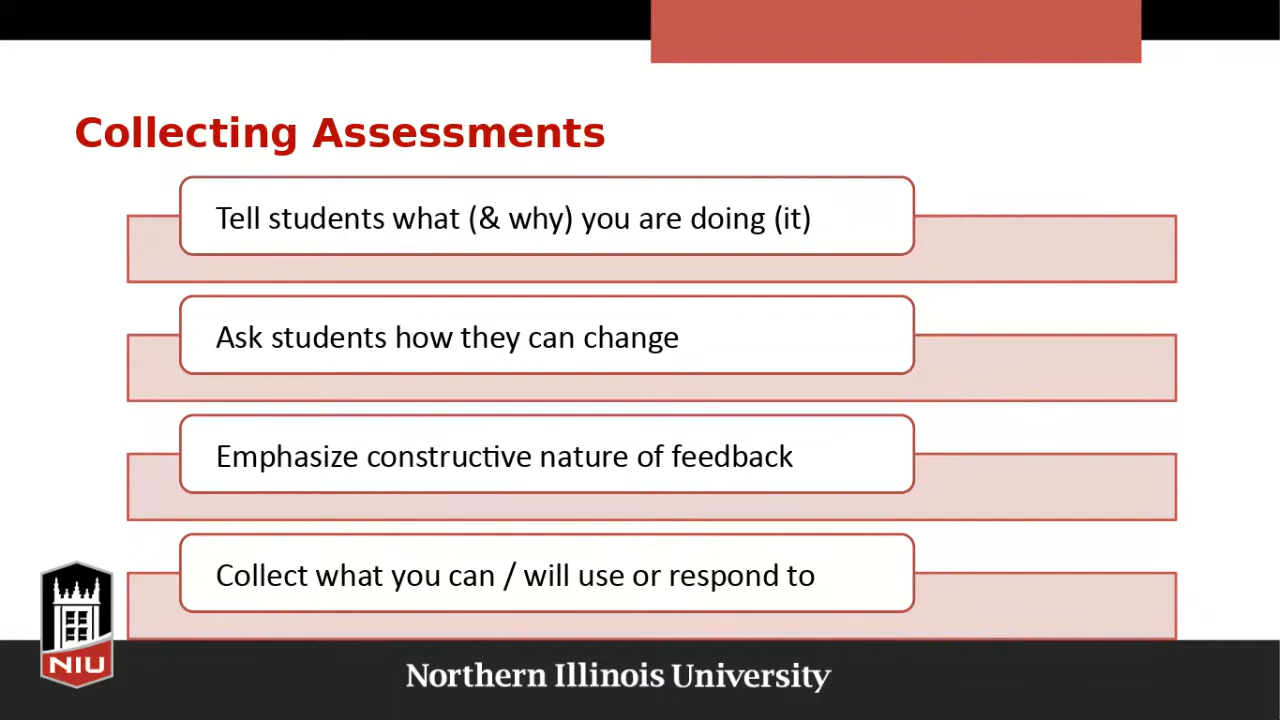 Collecting Assessments
Tell students what (& why) you are doing (it)
Ask students how they can change
Emphasize constructive nature of feedback
Collect what you can / will use or respond to
NIU
Northern Illinois University